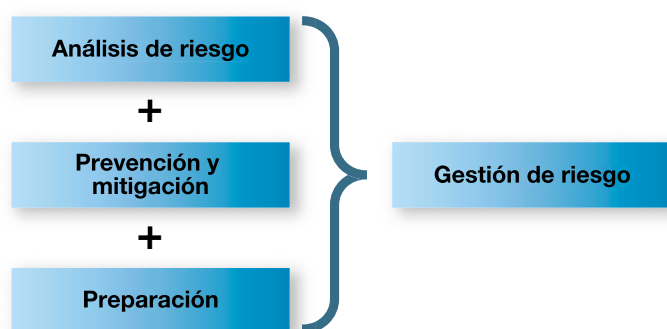 Análisis de riesgo
+
Prevención y
mitigación
+
Preparación
Gestión de riesgo